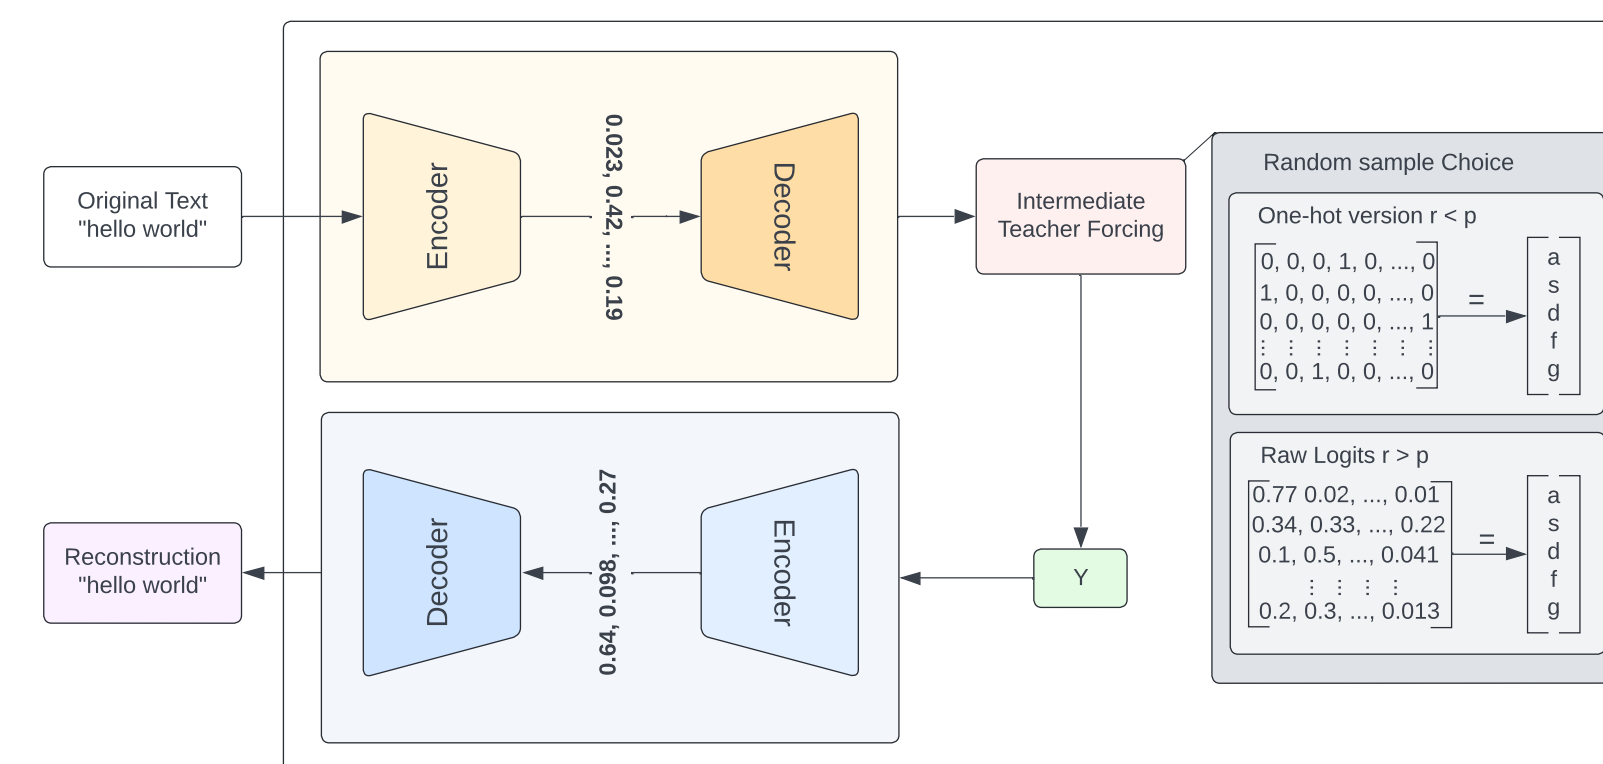 Original Text
"hello world"
Encoder
0.023, 0.42, ..., 0.19
Decoder
Intermediate
Teacher Forcing
Random sample Choice
One-hot version r < p
0, 0, 0, 1, 0, ..., 0
1, 0, 0, 0, 0, ..., 0
0, 0, 0, 0, 0, ..., 1
⋮ ⋮ ⋮ ⋮ ⋮ ⋮ ⋮
0, 0, 1, 0, 0, ..., 0
=
a
s
d
f
g
Raw Logits r > p
0.77 0.02, ..., 0.01
0.34, 0.33, ..., 0.22
0.1, 0.5, ..., 0.041
⋮ ⋮ ⋮ ⋮
0.2, 0.3, ..., 0.013
=
a
s
d
f
g
Y
Encoder
0.64, 0.098, ..., 0.27
Decoder
Reconstruction
"hello world"